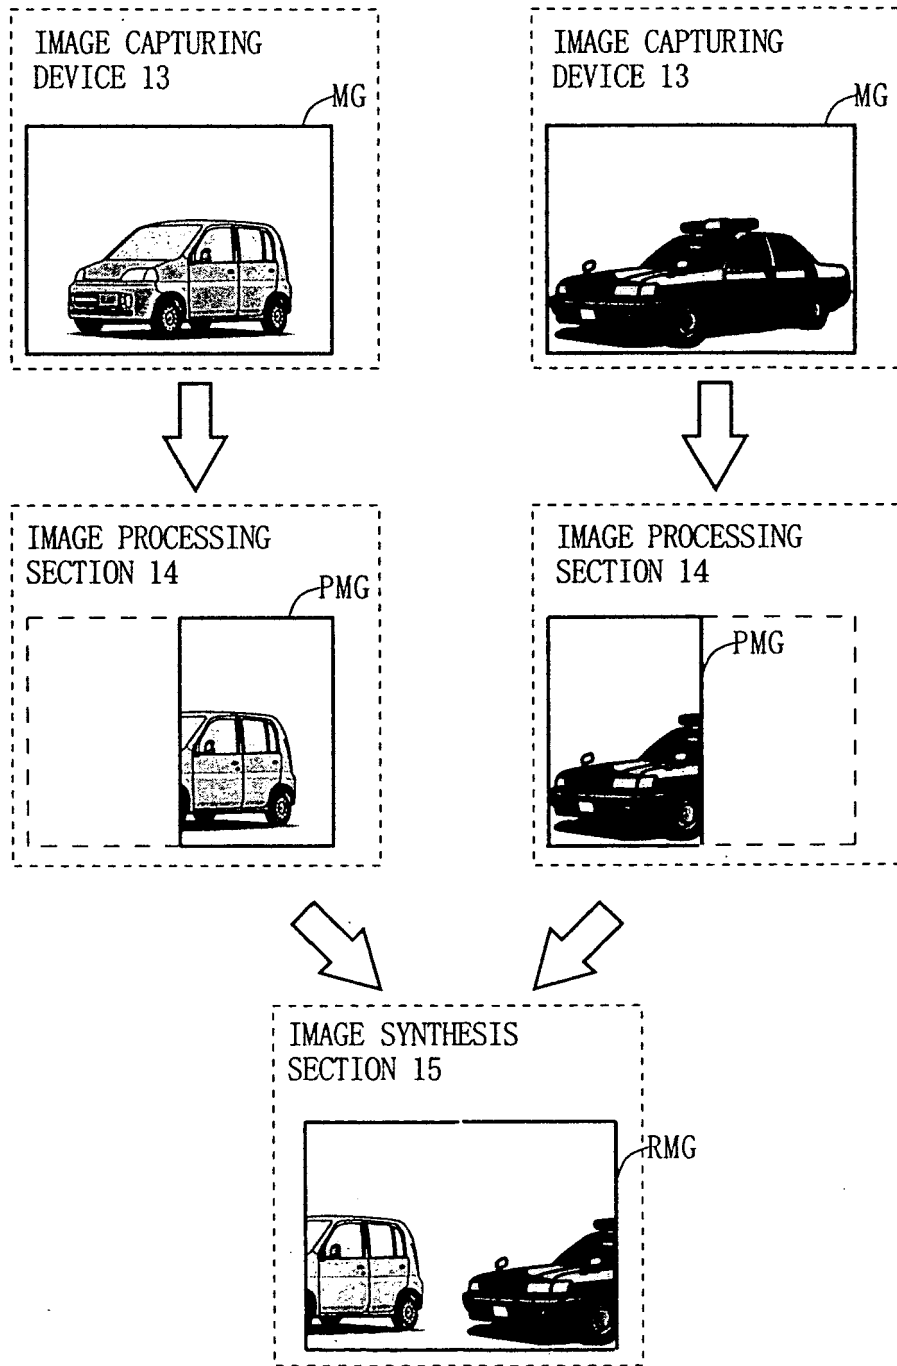 IMAGE CAPTURING
DEVICE 13
MG
IMAGE CAPTURING
DEVICE 13
MG
IMAGE PROCESSING
SECTION 14
PMG
IMAGE PROCESSING
SECTION 14
PMG
IMAGE SYNTHESIS
SECTION 15
RMG